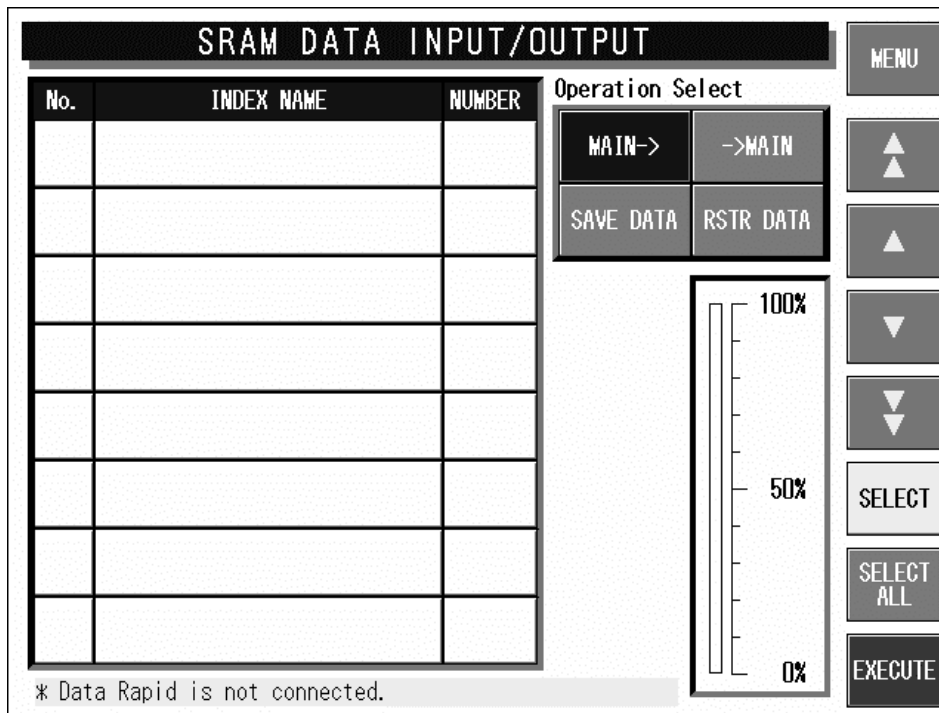 SRAM DATA INPUT/OUTPUT
MENU
No. INDEX NAME NUMBER
Operation Select
MAIN-> ->MAIN
SAVE DATA RSTR DATA
100%
50%
0%
SELECT
SELECT
ALL
EXECUTE
* Data Rapid is not connected.